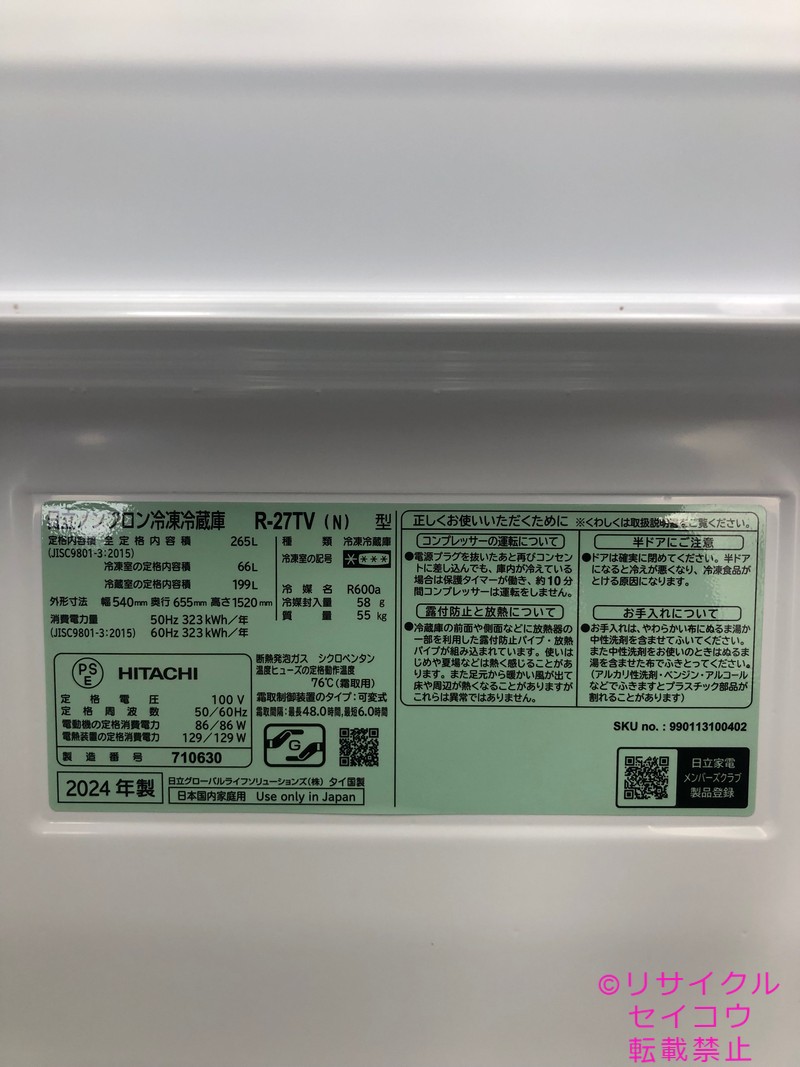 日立ノンフロン冷凍冷蔵庫 R-27TV (N) 型
定格内容積 全定格内容積 265L
(JISC9801-3:2015)
冷凍室の定格内容積 66L
冷蔵室の定格内容積 199L
外形寸法 幅540mm奥行655mm高さ1520mm
消費電力量 50Hz 323kWh/年
(JISC9801-3:2015) 60Hz 323kWh/年
種類 冷凍冷蔵庫
冷凍室の記号
冷媒名 R600a
冷媒封入量 58 g
質量 55 kg
PS
E
HITACHI
定格電圧 100 V
定格周波数 50/60Hz
電動機の定格消費電力 86/86 W
電熱装置の定格消費電力 129/129 W
製造番号 710630
断熱発泡ガス シクロペンタン
温度ヒューズの定格動作温度
76℃(霜取用)
霜取制御装置のタイプ:可変式
霜取間隔:最長48.0時間,最短6.0時間
G
2024 年製
日立グローバルライフソリューションズ(株) タイ国製
日本国内家庭用 Use only in Japan
正しくお使いいただくために ※くわしくは取扱説明書をご覧ください。
コンプレッサーの運転について
●電源プラグを抜いたあと再びコンセン
トに差し込んでも、庫内が冷えている
場合は保護タイマーが働き、約10分
間コンプレッサーは運転をしません。
露付防止と放熱について
●冷蔵庫の前面や側面などに放熱器の
一部を利用した露付防止パイプ・放熱
パイプが組み込まれています。使いは
じめや夏場などは熱く感じることがあ
ります。また足元から暖かい風が出て
床や周辺が熱くなることがありますが
これらは異常ではありません。
半ドアにご注意
●ドアは確実に閉めてください。半ドア
になると冷えが悪くなり、冷凍食品が
とける原因になります。
お手入れについて
●お手入れは、やわらかい布にぬるま湯か
中性洗剤を含ませてふいてください。
また中性洗剤をお使いのときはぬるま
湯を含ませた布でふきとってください。
(アルカリ性洗剤・ベンジン・アルコール
などでふきますとプラスチック部品が
割れることがあります)
SKU no. : 990113100402
日立家電
メンバーズクラブ
製品登録
©リサイクル
セイコウ
転載禁止